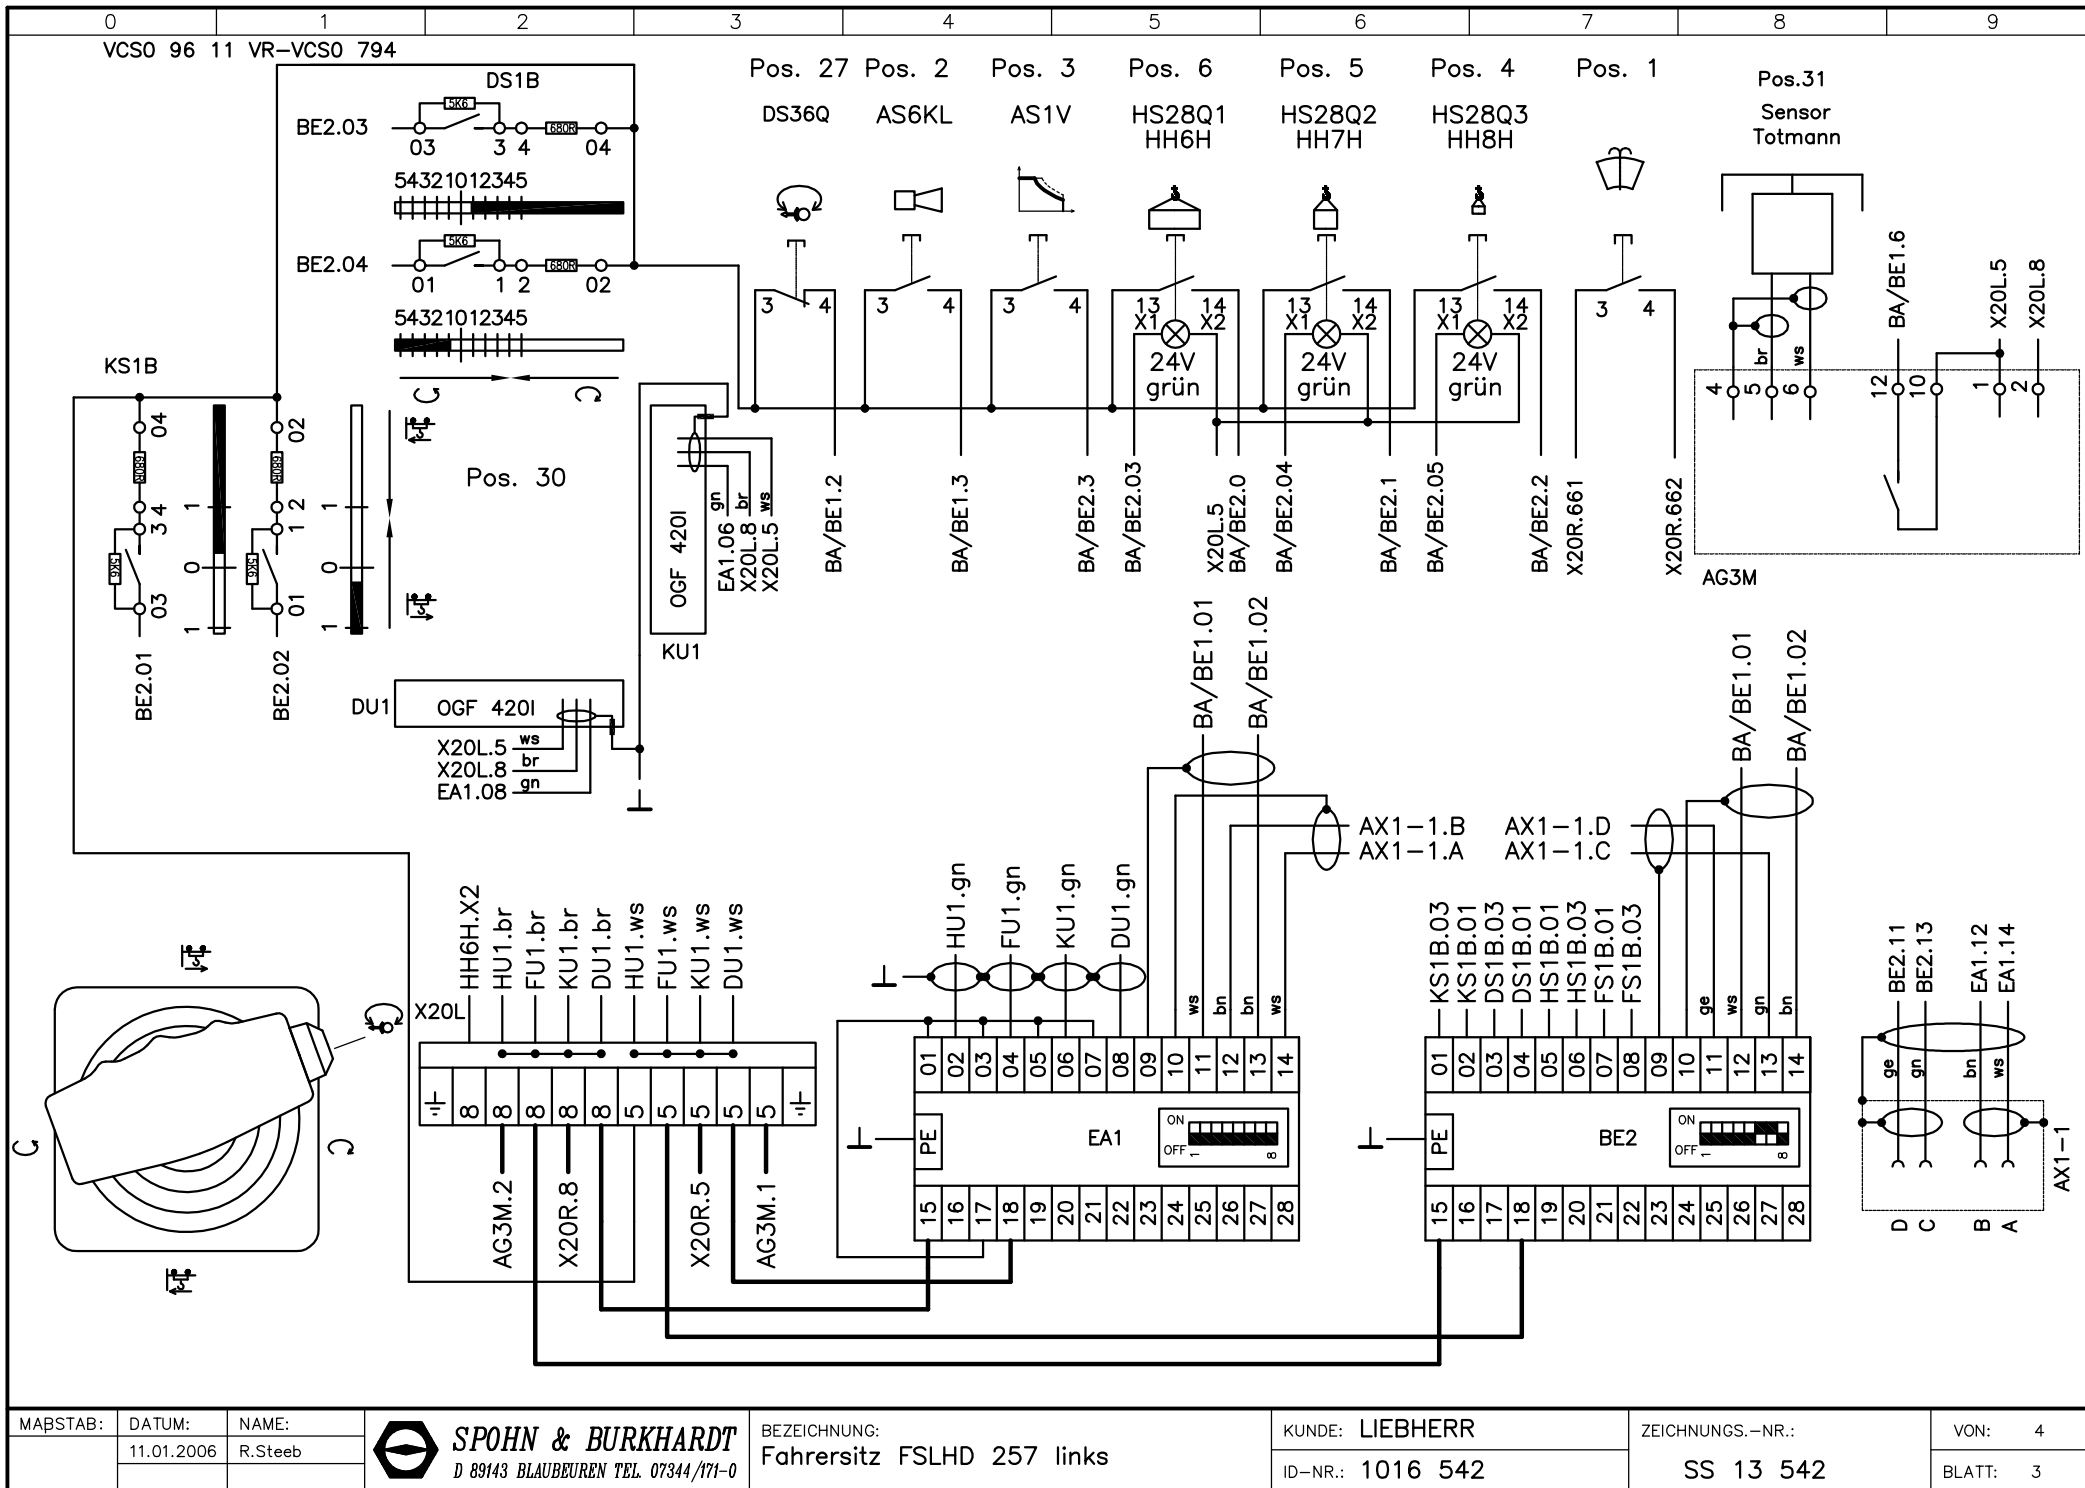 0 1 2 3 4 5 6 7 8 9
VCSO 96 11 VR-VCSO 794
DS1B
BE2.03
5K6
680R
03 3 4 04
54321012345
BE2.04
5K6
680R
01 1 2 02
54321012345
KS1B
04
680R
3 4
5K6
03
BE2.01
1 0 1
02
680R
1 2
5K6
01
BE2.02
1 0 1
Pos. 30
Pos. 27
DS36Q
3 4
BA/BE1.2
Pos. 2
AS6KL
3 4
BA/BE1.3
Pos. 3
AS1V
3 4
BA/BE2.3
Pos. 6
HS28Q1
HH6H
13 14
X1 X2
24V
grün
BA/BE2.03
X20L.5
BA/BE2.0
Pos. 5
HS28Q2
HH7H
13 14
X1 X2
24V
grün
BA/BE2.04
BA/BE2.1
Pos. 4
HS28Q3
HH8H
13 14
X1 X2
24V
grün
BA/BE2.05
BA/BE2.2
Pos. 1
3 4
X20R.661
X20R.662
Pos.31
Sensor
Totmann
br
ws
4 5 6 12 10 1 2
BA/BE1.6
X20L.5
X20L.8
AG3M
OGF 420I
KU1
gn
br
ws
EA1.06
X20L.8
X20L.5
DU1
OGF 420I
X20L.5 ws
X20L.8 br
EA1.08 gn
BA/BE1.01
BA/BE1.02
AX1-1.B
AX1-1.A
AX1-1.D
AX1-1.C
BA/BE1.01
BA/BE1.02
X20L
HH6H.X2
HU1.br
FU1.br
KU1.br
DU1.br
HU1.ws
FU1.ws
KU1.ws
DU1.ws
8 8 8 8 8 5 5 5 5 5
AG3M.2
X20R.8
X20R.5
AG3M.1
HU1.gn
FU1.gn
KU1.gn
DU1.gn
ws
bn
bn
ws
01 02 03 04 05 06 07 08 09 10 11 12 13 14
PE
EA1
ON
OFF
1 8
15 16 17 18 19 20 21 22 23 24 25 26 27 28
KS1B.03
KS1B.01
DS1B.03
DS1B.01
HS1B.01
HS1B.03
FS1B.01
FS1B.03
ge
ws
gn
bn
01 02 03 04 05 06 07 08 09 10 11 12 13 14
PE
BE2
ON
OFF
1 8
15 16 17 18 19 20 21 22 23 24 25 26 27 28
BE2.11
BE2.13
EA1.12
EA1.14
ge
gn
bn
ws
AX1-1
D C B A
MAßSTAB:
DATUM:
11.01.2006
NAME:
R.Steeb
SPOHN & BURKHARDT
D 89143 BLAUBEUREN TEL. 07344/171-0
BEZEICHNUNG:
Fahrersitz FSLHD 257 links
KUNDE: LIEBHERR
ID-NR.: 1016 542
ZEICHNUNGS.-NR.:
SS 13 542
VON: 4
BLATT: 3